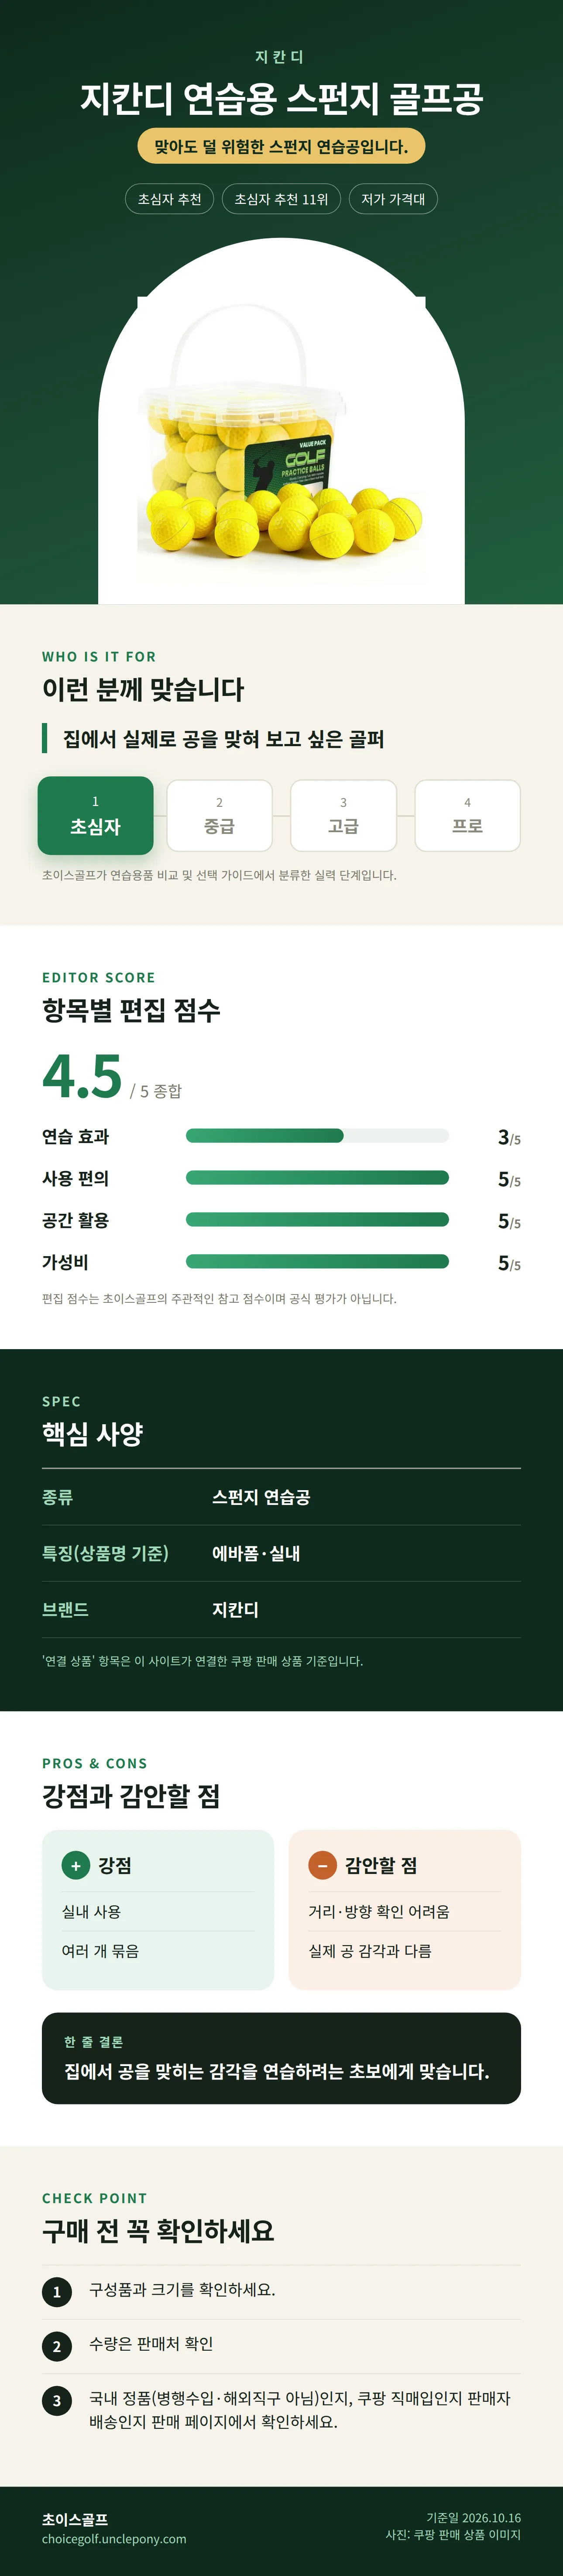 지칸디
지칸디 연습용 스펀지 골프공
맞아도 덜 위험한 스펀지 연습공입니다.
초심자 추천
초심자 추천 11위
저가 가격대
VALUE PACK
GOLF
PRACTICE BALLS
WHO IS IT FOR
이런 분께 맞습니다
집에서 실제로 공을 맞혀 보고 싶은 골퍼
1
초심자
2
중급
3
고급
4
프로
초이스골프가 연습용품 비교 및 선택 가이드에서 분류한 실력 단계입니다.
EDITOR SCORE
항목별 편집 점수
4.5 / 5 종합
연습 효과 3/5
사용 편의 5/5
공간 활용 5/5
가성비 5/5
편집 점수는 초이스골프의 주관적인 참고 점수이며 공식 평가가 아닙니다.
SPEC
핵심 사양
종류 스펀지 연습공
특징(상품명 기준) 에바폼·실내
브랜드 지칸디
'연결 상품' 항목은 이 사이트가 연결한 쿠팡 판매 상품 기준입니다.
PROS & CONS
강점과 감안할 점
+ 강점
실내 사용
여러 개 묶음
− 감안할 점
거리·방향 확인 어려움
실제 공 감각과 다름
한 줄 결론
집에서 공을 맞히는 감각을 연습하려는 초보에게 맞습니다.
CHECK POINT
구매 전 꼭 확인하세요
1 구성품과 크기를 확인하세요.
2 수량은 판매처 확인
3 국내 정품(병행수입·해외직구 아님)인지, 쿠팡 직매입인지 판매자
배송인지 판매 페이지에서 확인하세요.
초이스골프
choicegolf.unclepony.com
기준일 2026.10.16
사진: 쿠팡 판매 상품 이미지